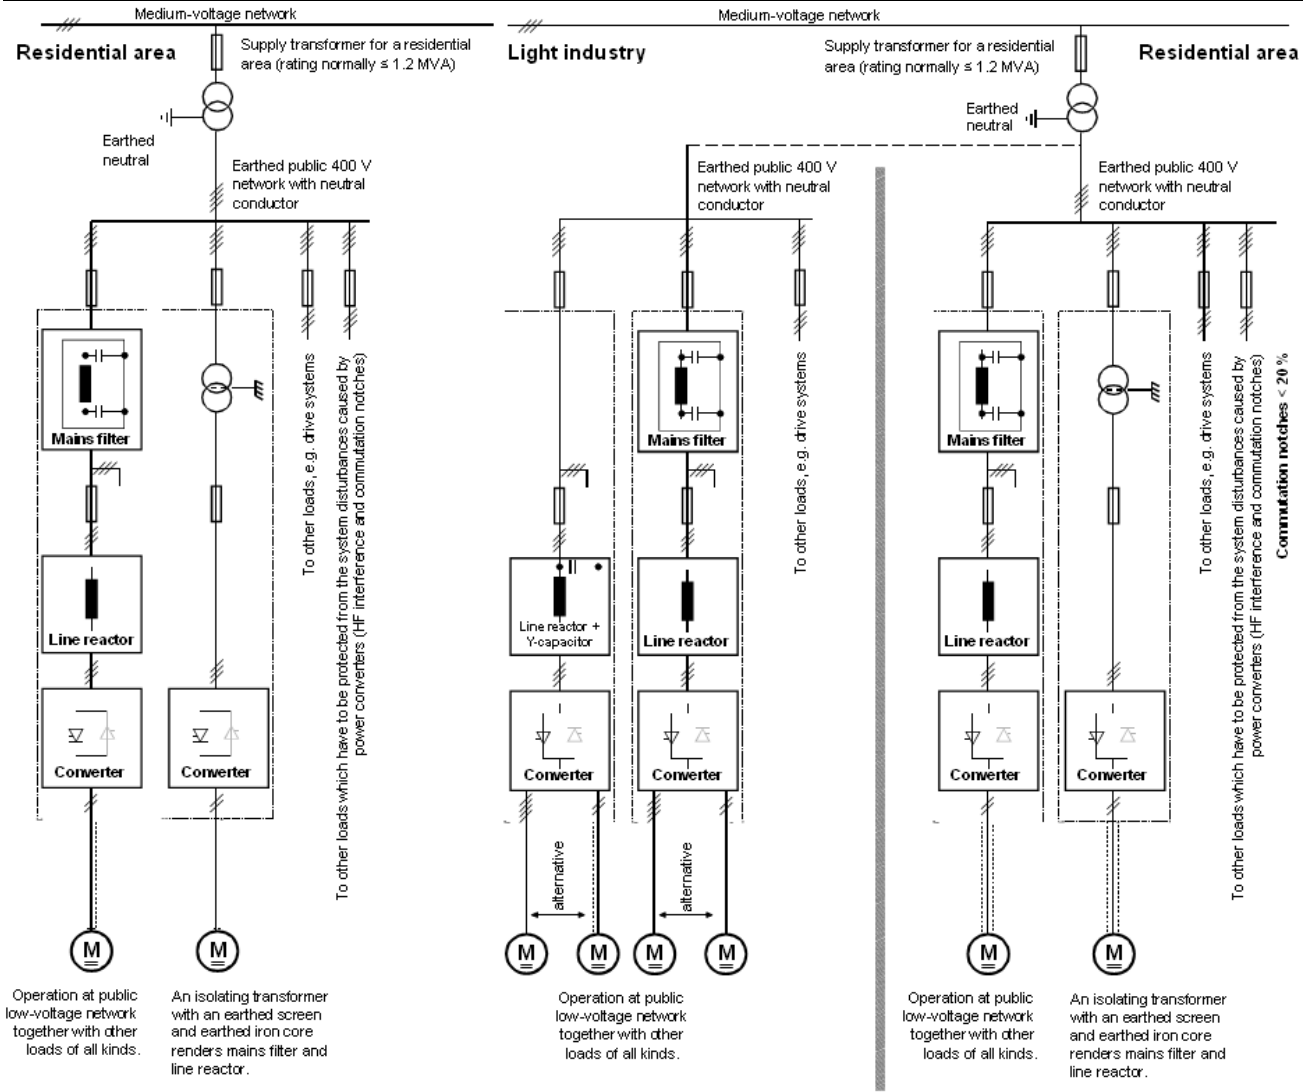 Medium-voltage network
Residential area
Supply transformer for a residential
area (rating normally ≤ 1.2 MVA)
Earthed
neutral
Earthed public 400 V
network with neutral
conductor
Mains filter
Line reactor
Converter
Converter
To other loads, e.g. drive systems
To other loads which have to be protected from the system disturbances caused by
power converters (HF interference and commutation notches)
M
M
Operation at public
low-voltage network
together with other
loads of all kinds.
An isolating transformer
with an earthed screen
and earthed iron core
renders mains filter and
line reactor.
Medium-voltage network
Light industry
Supply transformer for a residential
area (rating normally ≤ 1.2 MVA)
Residential area
Earthed
neutral
Earthed public 400 V
network with neutral
conductor
Mains filter
Line reactor +
Y-capacitor
Line reactor
Converter
Converter
To other loads, e.g. drive systems
alternative
alternative
M
M
M
M
Operation at public
low-voltage network
together with other
loads of all kinds.
Earthed public 400 V
network with neutral
conductor
Mains filter
Line reactor
Converter
Converter
To other loads, e.g. drive systems
To other loads which have to be protected from the system disturbances caused by
power converters (HF interference and commutation notches)
Commutation notches < 20 %
M
M
Operation at public
low-voltage network
together with other
loads of all kinds.
An isolating transformer
with an earthed screen
and earthed iron core
renders mains filter and
line reactor.